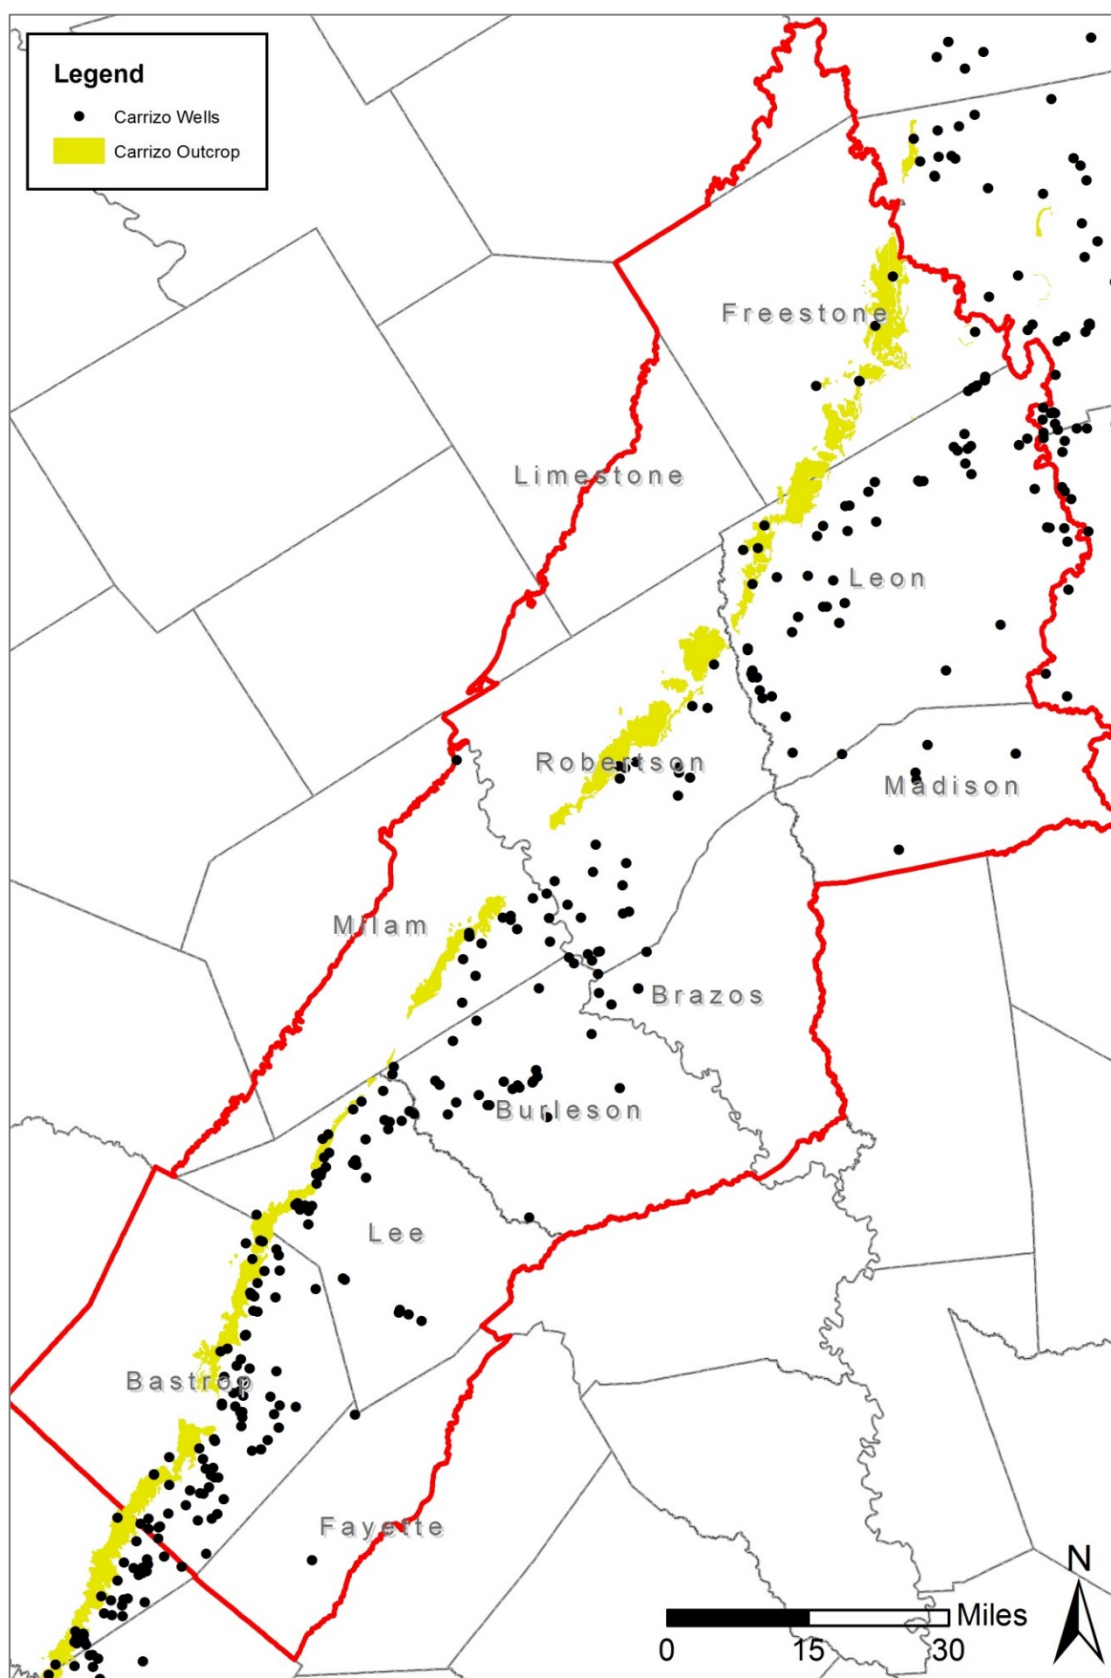 Legend
Carrizo Wells
Carrizo Outcrop
Freestone
Limestone
Leon
Robertson
Madison
Milam
Brazos
Burleson
Lee
Bastrop
Fayette
N
Miles
0 15 30